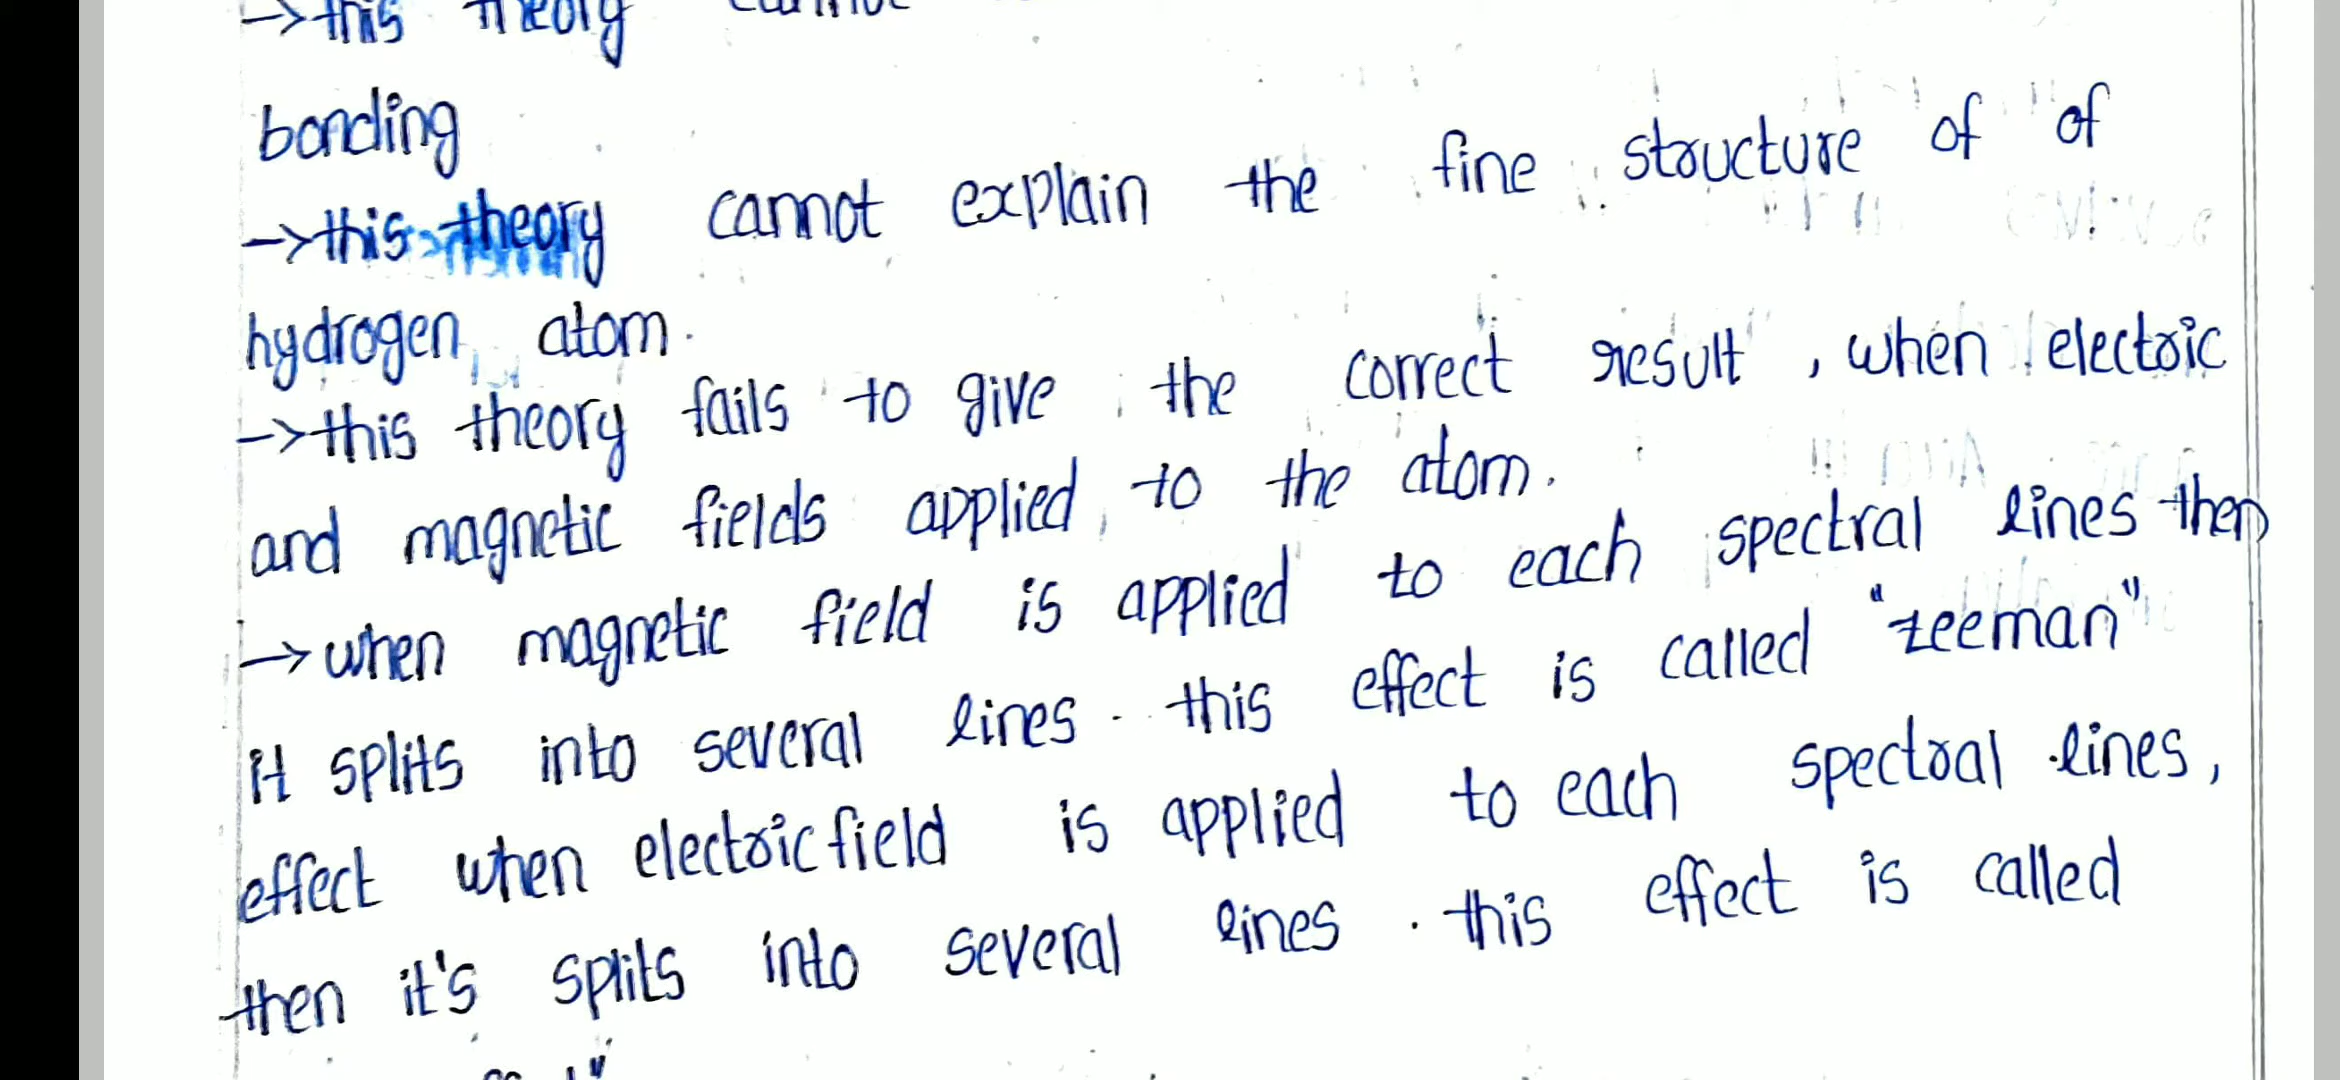 ->this theory cannot
bonding
->this theory cannot explain the fine structure of of
hydrogen atom.
->this theory fails to give the correct result, when electric
and magnetic fields applied to the atom.
->when magnetic field is applied to each spectral lines then
it splits into several lines. this effect is called "zeeman"
effect when electric field is applied to each spectral lines,
then it's splits into several lines. this effect is called